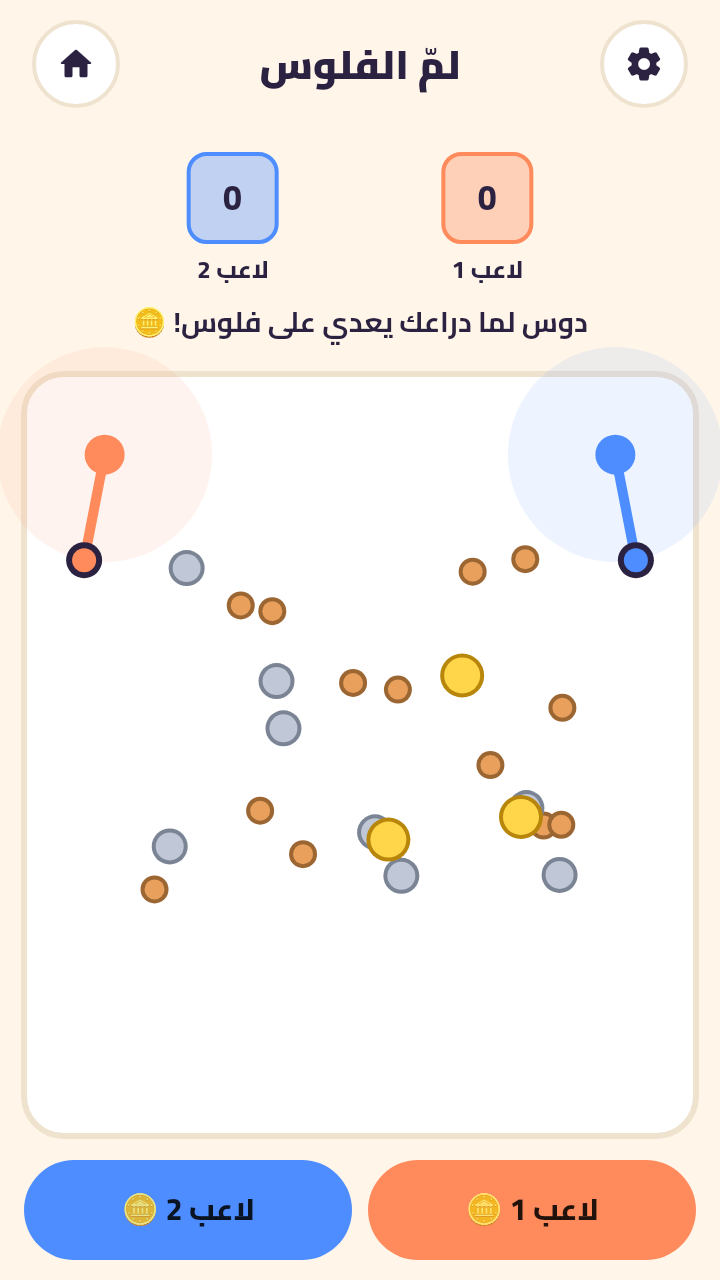 لمّ الفلوس
0
0
لاعب 1
لاعب 2
دوس لما دراعك يعدي على فلوس! 🪙
لاعب 1 🪙
لاعب 2 🪙